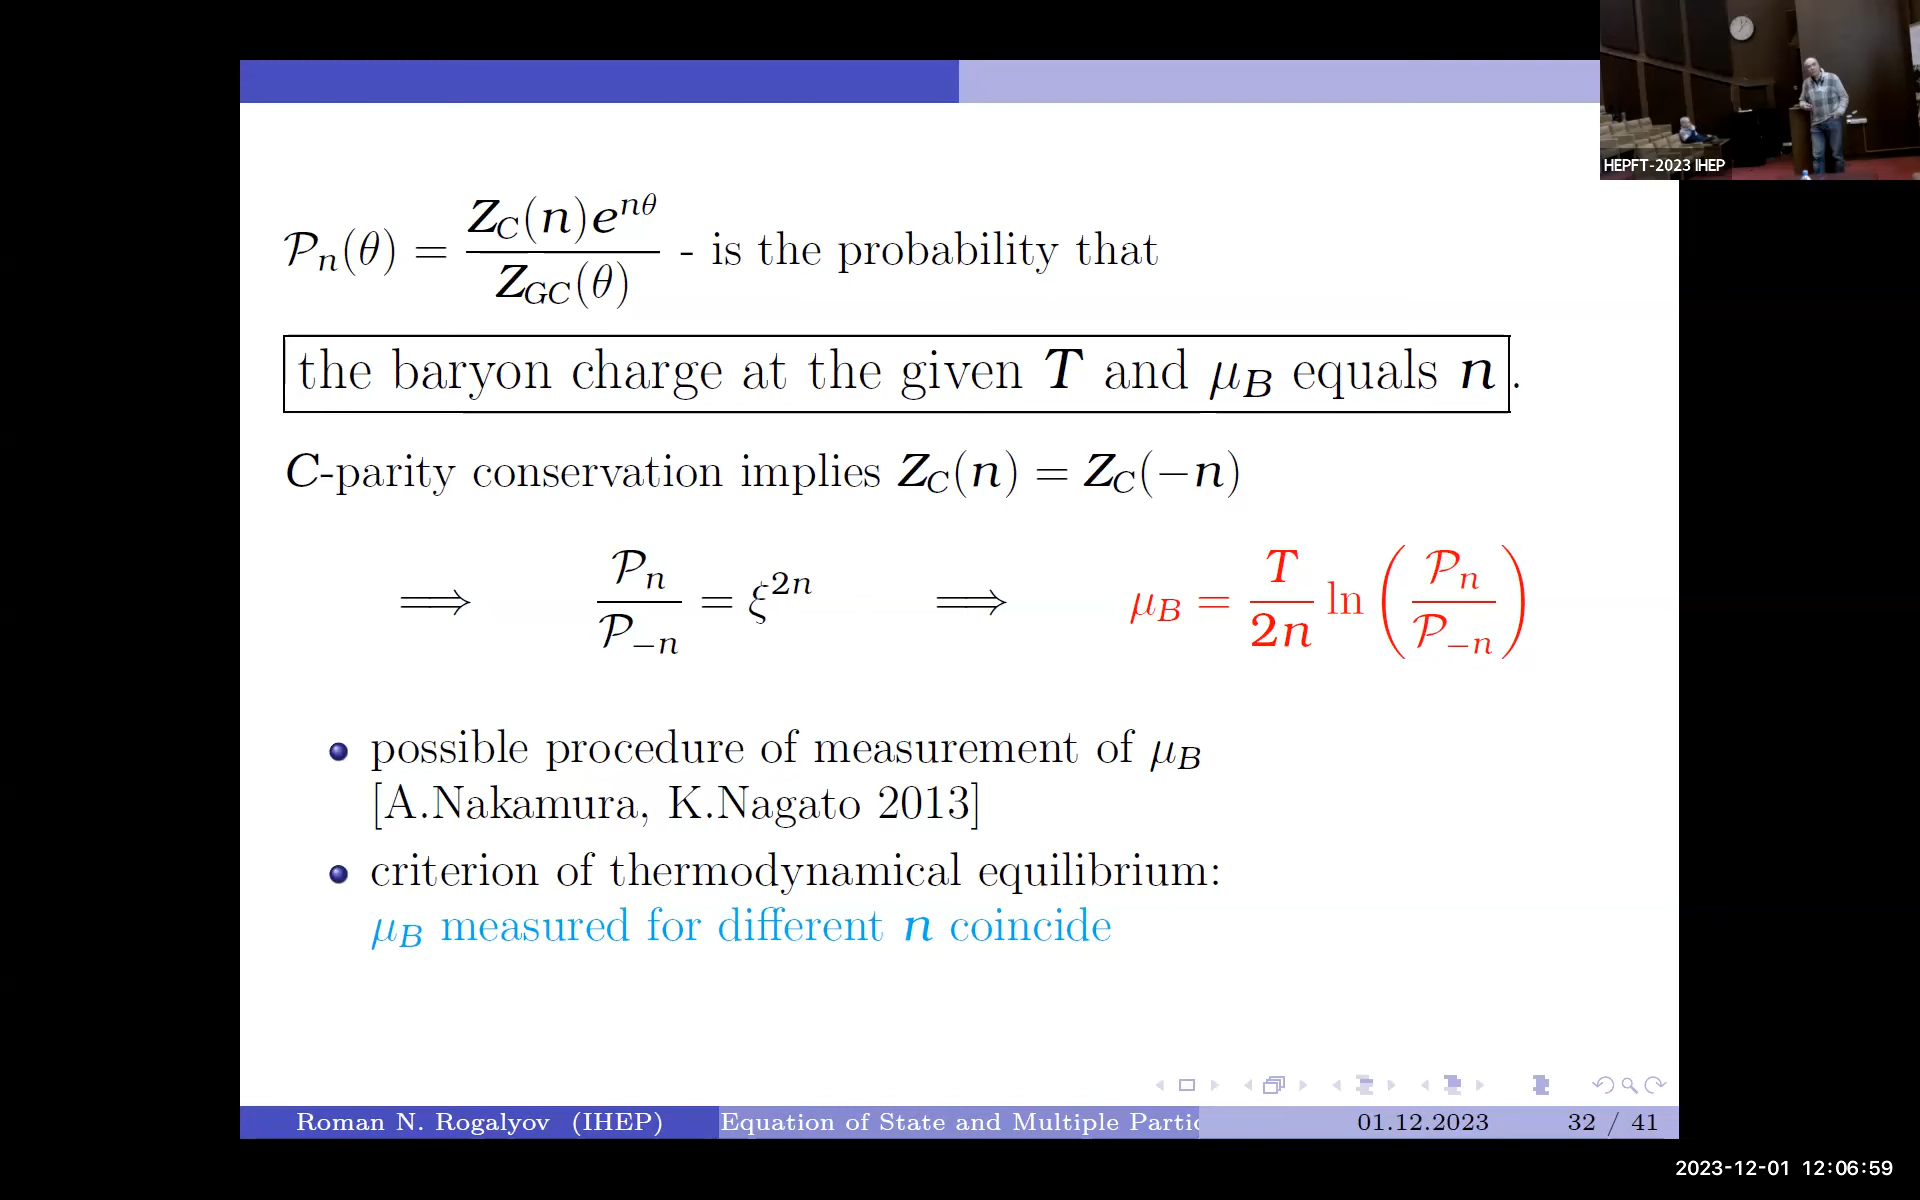 HEPFT-2023 IHEP
𝒫ₙ(θ) = Z_C(n)e^{nθ} / Z_{GC}(θ) - is the probability that
the baryon charge at the given T and μ_B equals n.
C-parity conservation implies Z_C(n) = Z_C(−n)
⟹ 𝒫_n / 𝒫_{−n} = ξ^{2n} ⟹ μ_B = T/2n ln(𝒫_n / 𝒫_{−n})
possible procedure of measurement of μ_B
[A.Nakamura, K.Nagato 2013]
criterion of thermodynamical equilibrium:
μ_B measured for different n coincide
Roman N. Rogalyov (IHEP) Equation of State and Multiple Partic 01.12.2023 32 / 41
2023-12-01 12:06:59